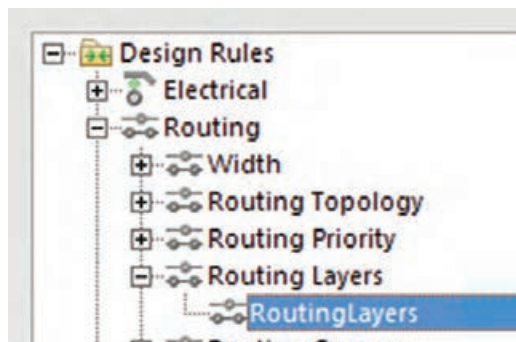 Design Rules
Electrical
Routing
Width
Routing Topology
Routing Priority
Routing Layers
RoutingLayers